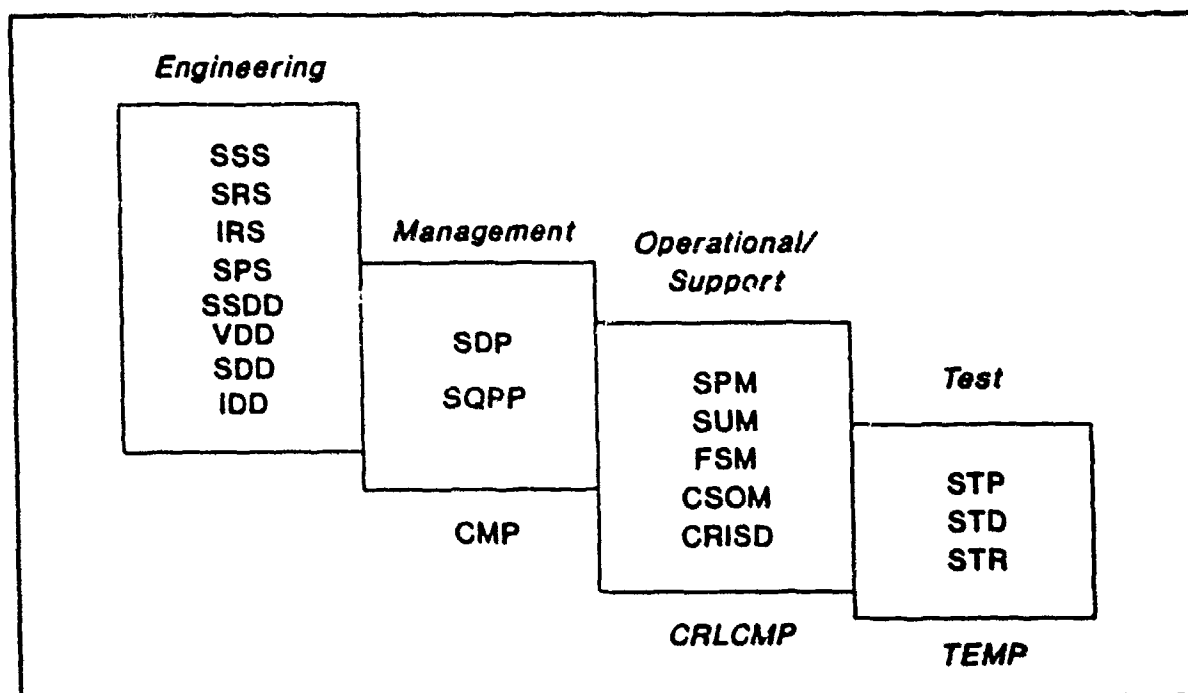 Engineering
SSS
SRS
IRS
SPS
SSDD
VDD
SDD
IDD
Management
SDP
SQPP
CMP
Operational/
Support
SPM
SUM
FSM
CSOM
CRISD
CRLCMP
Test
STP
STD
STR
TEMP